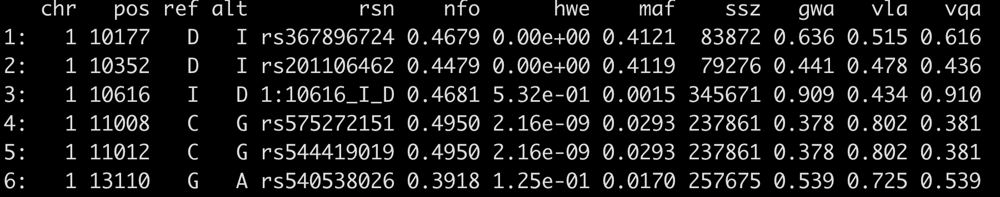 chr pos ref alt rsn nfo hwe maf ssz gwa vla vqa
1: 1 10177 D I rs367896724 0.4679 0.00e+00 0.4121 83872 0.636 0.515 0.616
2: 1 10352 D I rs201106462 0.4479 0.00e+00 0.4119 79276 0.441 0.478 0.436
3: 1 10616 I D 1:10616_I_D 0.4681 5.32e-01 0.0015 345671 0.909 0.434 0.910
4: 1 11008 C G rs575272151 0.4950 2.16e-09 0.0293 237861 0.378 0.802 0.381
5: 1 11012 C G rs544419019 0.4950 2.16e-09 0.0293 237861 0.378 0.802 0.381
6: 1 13110 G A rs540538026 0.3918 1.25e-01 0.0170 257675 0.539 0.725 0.539